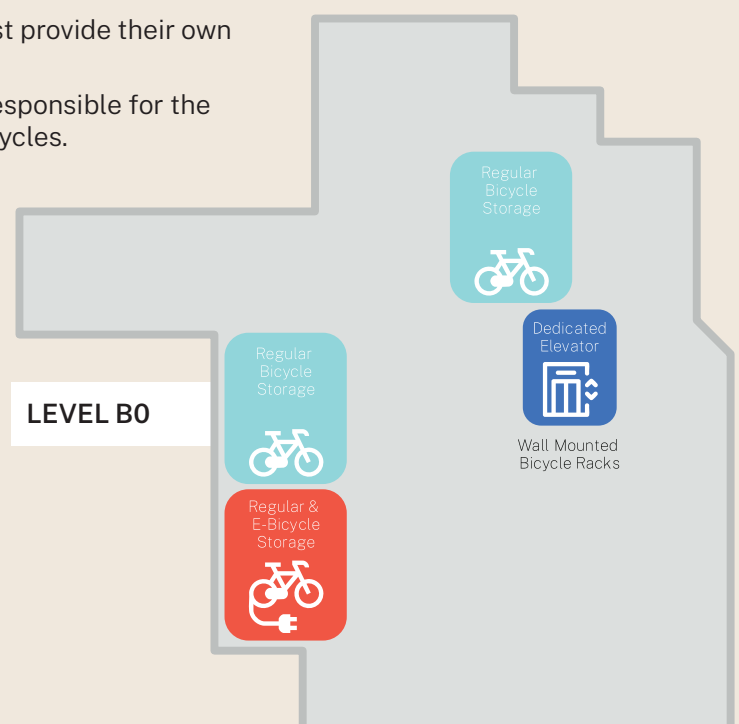 st provide their own
esponsible for the
ycles.
Regular
Bicycle
Storage
Dedicated
Elevator
Wall Mounted
Bicycle Racks
Regular
Bicycle
Storage
LEVEL B0
Regular &
E-Bicycle
Storage